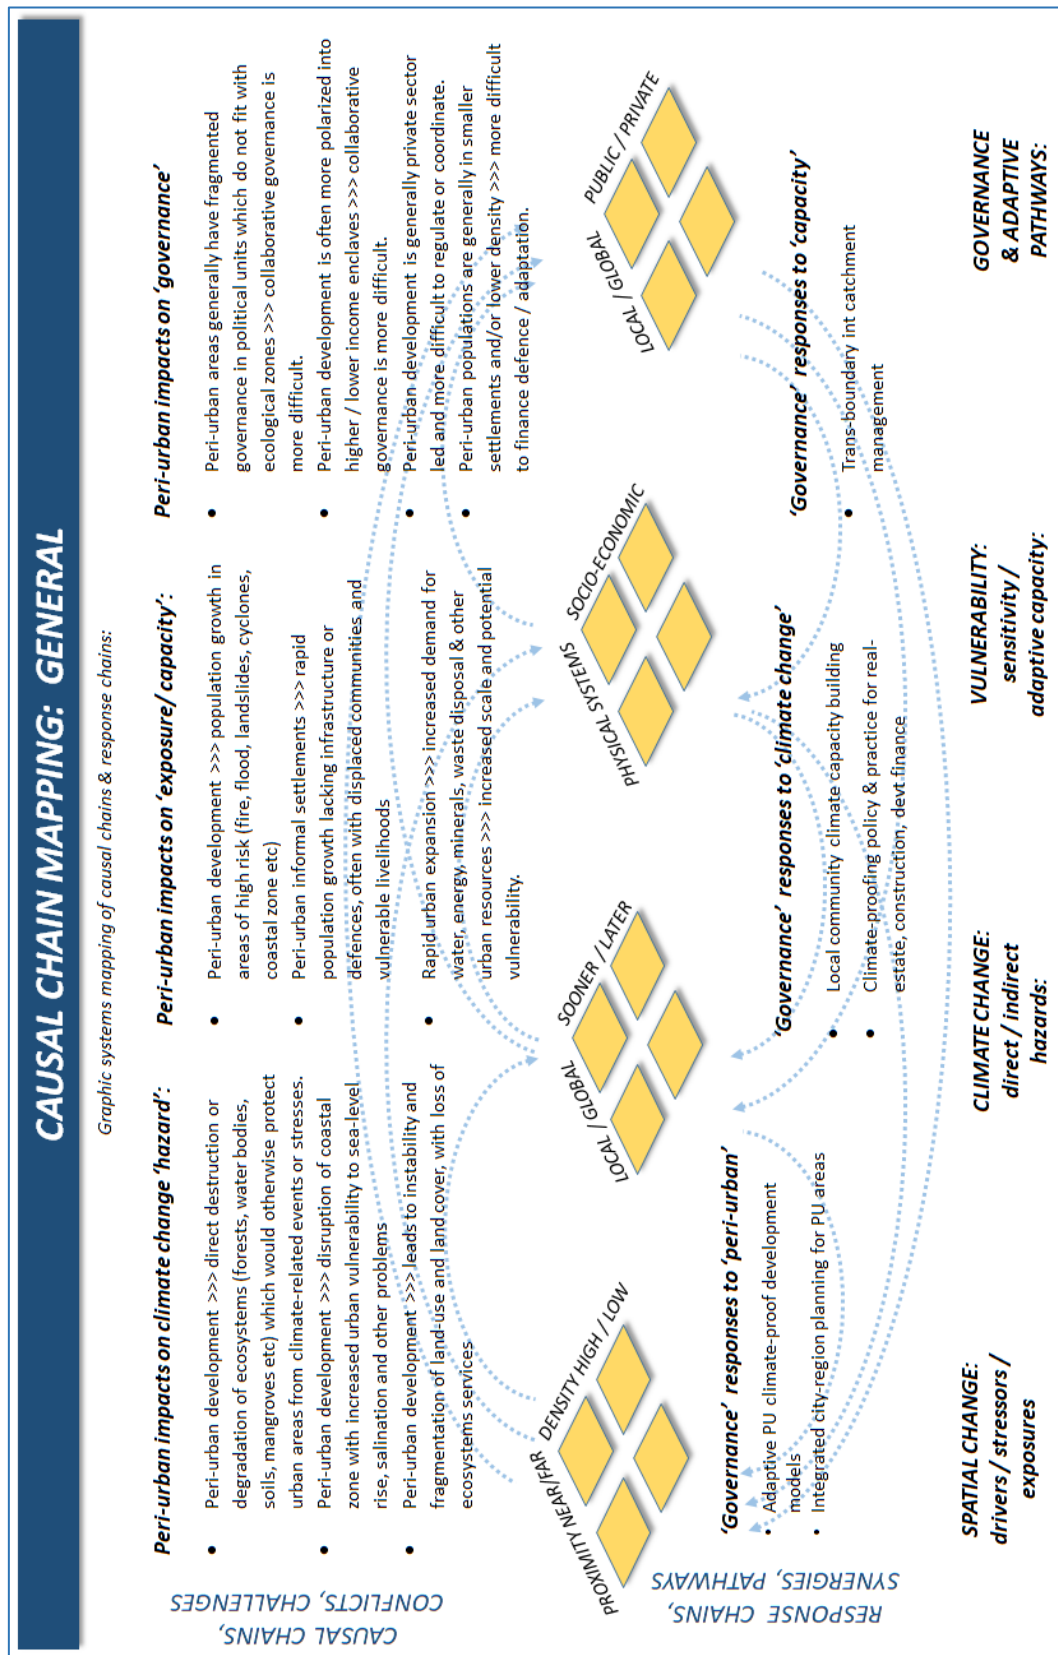 CAUSAL CHAIN MAPPING: GENERAL
Graphic systems mapping of causal chains & response chains:
CAUSAL CHAINS,
CONFLICTS, CHALLENGES
Peri-urban impacts on climate change 'hazard':
• Peri-urban development >>> direct destruction or
degradation of ecosystems (forests, water bodies,
soils, mangroves etc) which would otherwise protect
urban areas from climate-related events or stresses.
• Peri-urban development >>> disruption of coastal
zone with increased urban vulnerability to sea-level
rise, salination and other problems
• Peri-urban development >>> leads to instability and
fragmentation of land-use and land cover, with loss of
ecosystems services
Peri-urban impacts on 'exposure/ capacity':
• Peri-urban development >>> population growth in
areas of high risk (fire, flood, landslides, cyclones,
coastal zone etc)
• Peri-urban informal settlements >>> rapid
population growth lacking infrastructure or
defences, often with displaced communities, and
vulnerable livelihoods
• Rapid urban expansion >>> increased demand for
water, energy, minerals, waste disposal & other
urban resources >>> increased scale and potential
vulnerability.
Peri-urban impacts on 'governance'
• Peri-urban areas generally have fragmented
governance in political units which do not fit with
ecological zones >>> collaborative governance is
more difficult.
• Peri-urban development is often more polarized into
higher / lower income enclaves >>> collaborative
governance is more difficult.
• Peri-urban development is generally private sector
led and more difficult to regulate or coordinate.
• Peri-urban populations are generally in smaller
settlements and/or lower density >>> more difficult
to finance defence / adaptation.
PROXIMITY NEAR/FAR
DENSITY HIGH / LOW
LOCAL / GLOBAL
SOONER / LATER
PHYSICAL SYSTEMS
SOCIO-ECONOMIC
LOCAL / GLOBAL
PUBLIC / PRIVATE
RESPONSE CHAINS,
SYNERGIES, PATHWAYS
'Governance' responses to 'peri-urban'
• Adaptive PU climate-proof development
models
• Integrated city-region planning for PU areas
'Governance' responses to 'climate change'
• Local community climate capacity building
• Climate-proofing policy & practice for real-
estate, construction, devt finance
'Governance' responses to 'capacity'
• Trans-boundary int catchment
management
SPATIAL CHANGE:
drivers / stressors /
exposures
CLIMATE CHANGE:
direct / indirect
hazards:
VULNERABILITY:
sensitivity /
adaptive capacity:
GOVERNANCE
& ADAPTIVE
PATHWAYS: